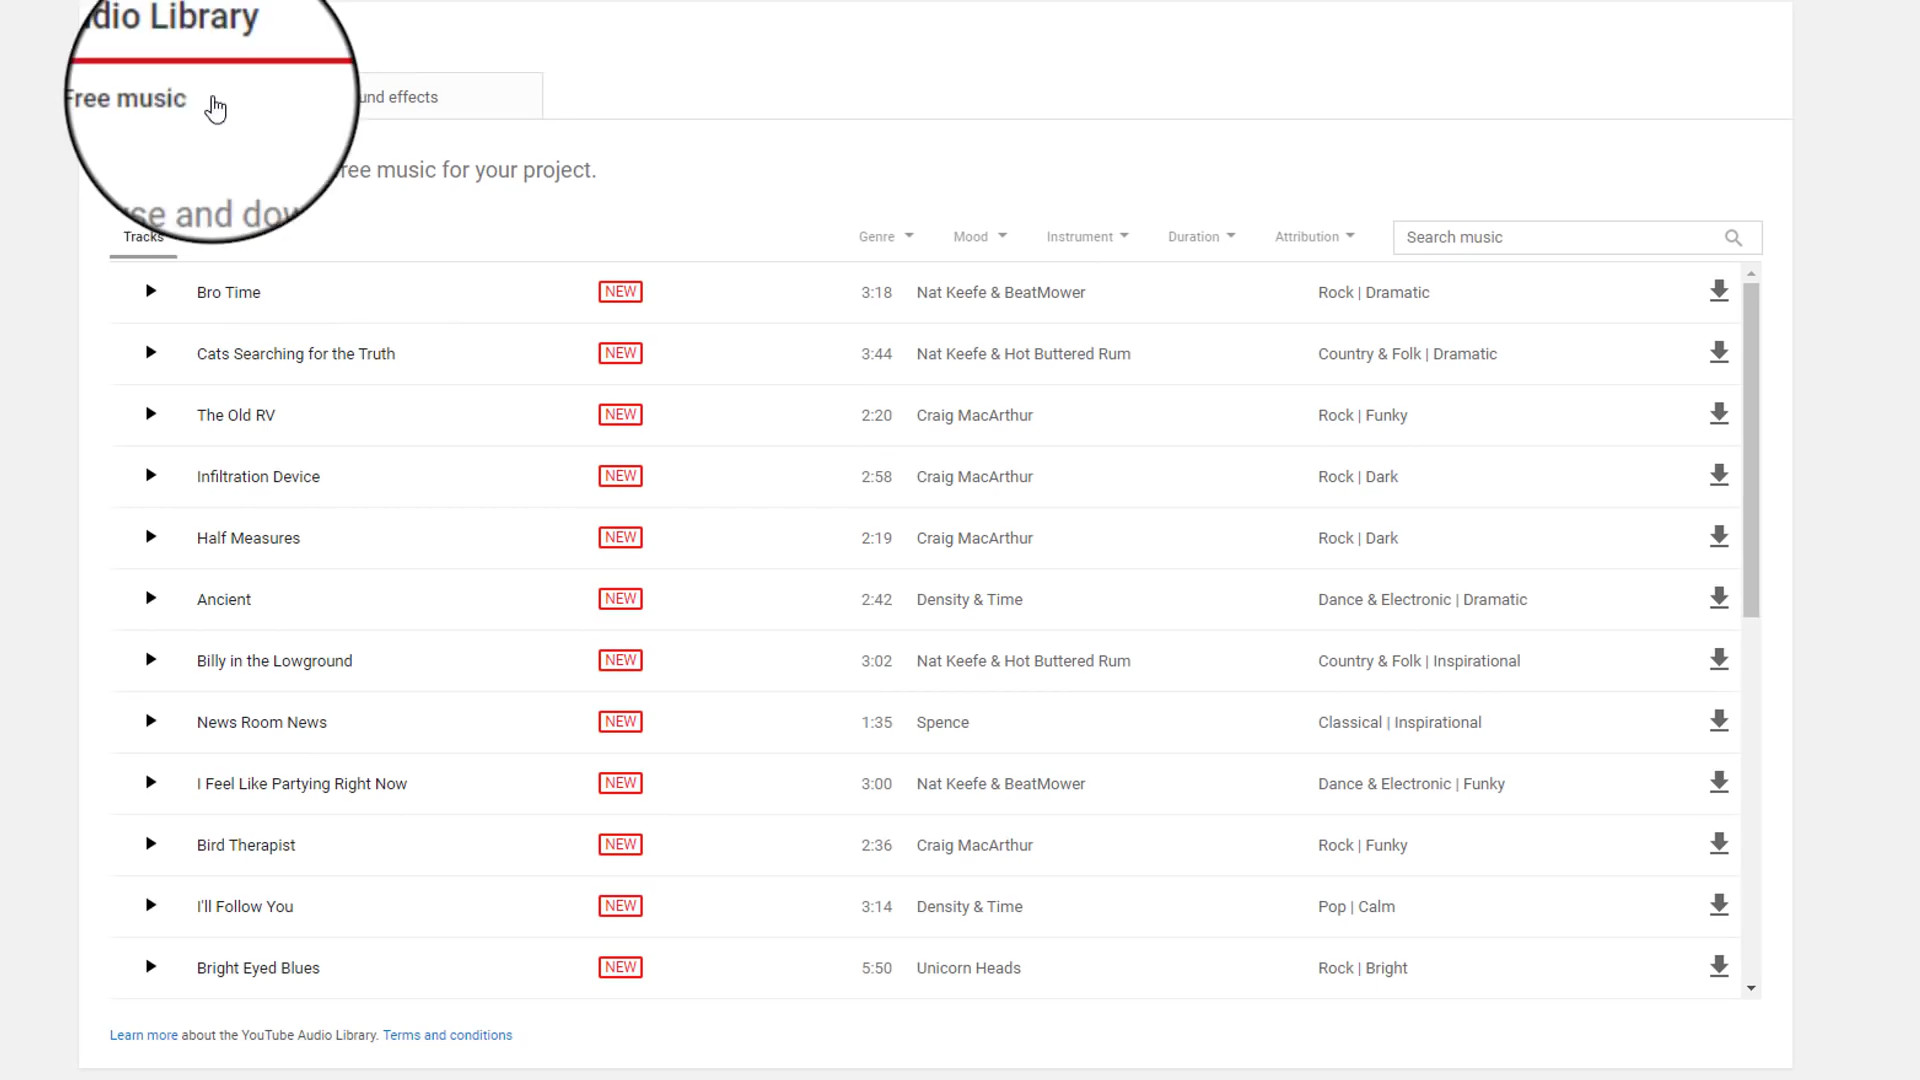 dio Library
Free music
und effects
ree music for your project.
se and dow
Tracks
Genre Mood Instrument Duration Attribution Search music
Bro Time NEW 3:18 Nat Keefe & BeatMower Rock | Dramatic
Cats Searching for the Truth NEW 3:44 Nat Keefe & Hot Buttered Rum Country & Folk | Dramatic
The Old RV NEW 2:20 Craig MacArthur Rock | Funky
Infiltration Device NEW 2:58 Craig MacArthur Rock | Dark
Half Measures NEW 2:19 Craig MacArthur Rock | Dark
Ancient NEW 2:42 Density & Time Dance & Electronic | Dramatic
Billy in the Lowground NEW 3:02 Nat Keefe & Hot Buttered Rum Country & Folk | Inspirational
News Room News NEW 1:35 Spence Classical | Inspirational
I Feel Like Partying Right Now NEW 3:00 Nat Keefe & BeatMower Dance & Electronic | Funky
Bird Therapist NEW 2:36 Craig MacArthur Rock | Funky
I'll Follow You NEW 3:14 Density & Time Pop | Calm
Bright Eyed Blues NEW 5:50 Unicorn Heads Rock | Bright
Learn more about the YouTube Audio Library. Terms and conditions